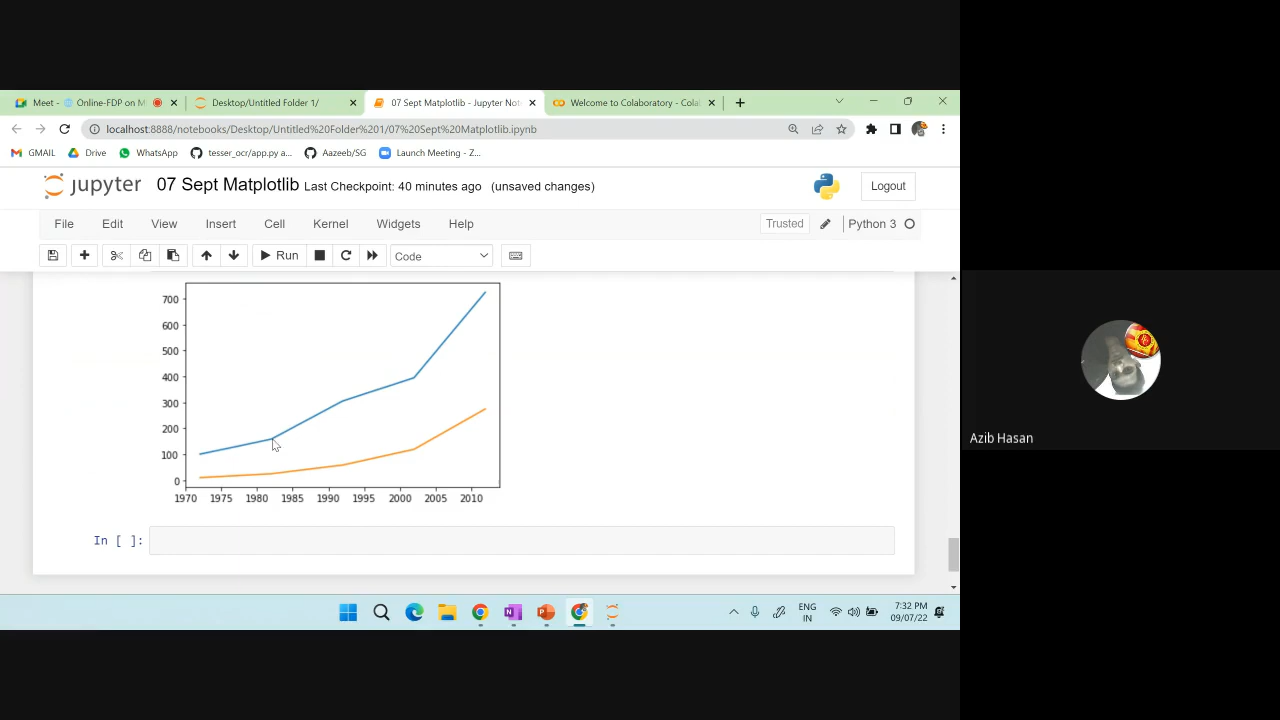 Meet - Online-FDP on M
Desktop/Untitled Folder 1/
07 Sept Matplotlib - Jupyter Not
Welcome to Colaboratory - Cola
localhost:8888/notebooks/Desktop/Untitled%20Folder%201/07%20Sept%20Matplotlib.ipynb
GMAIL
Drive
WhatsApp
tesser_ocr/app.py a...
Aazeeb/SG
Launch Meeting - Z...
jupyter 07 Sept Matplotlib Last Checkpoint: 40 minutes ago (unsaved changes)
Logout
File Edit View Insert Cell Kernel Widgets Help
Trusted
Python 3
Run
Code
700
600
500
400
300
200
100
0
1970 1975 1980 1985 1990 1995 2000 2005 2010
In [ ]:
Azib Hasan
ENG
IN
7:32 PM
09/07/22